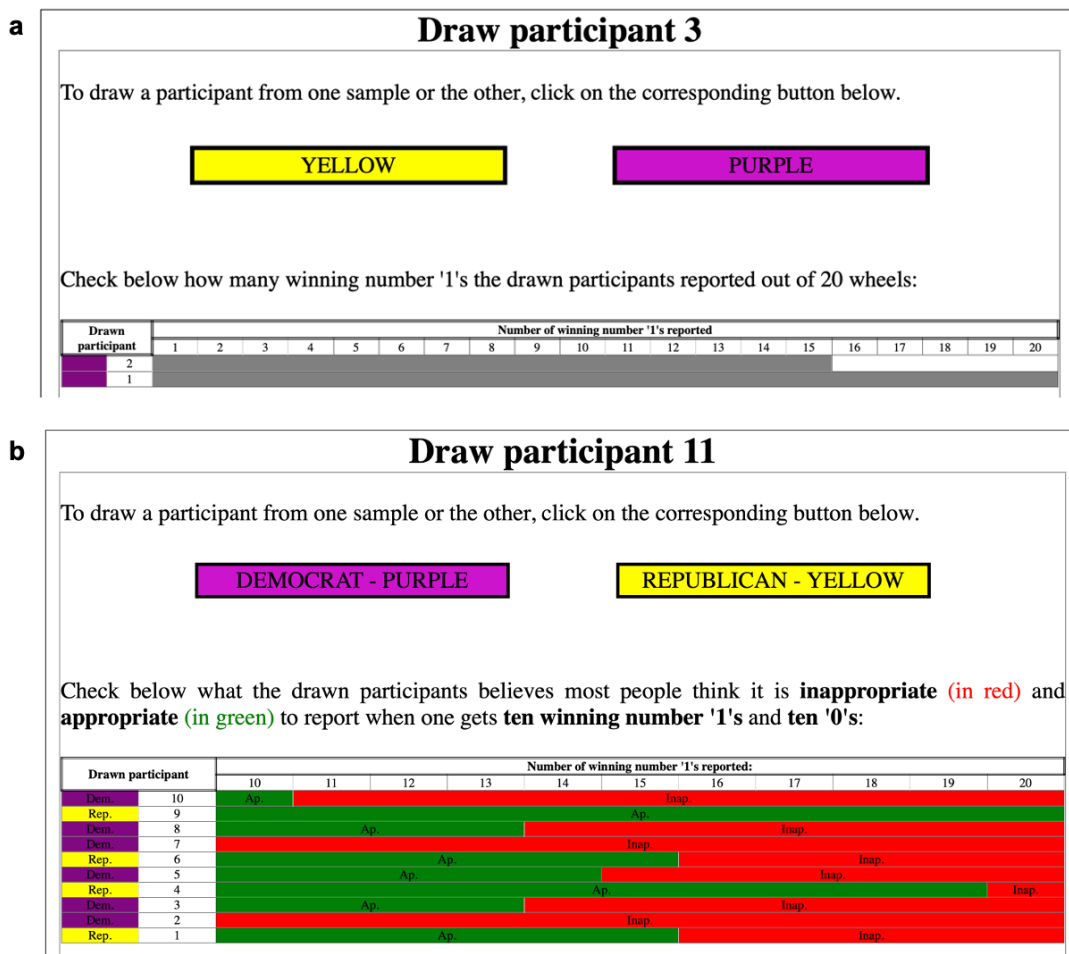 a
Draw participant 3
To draw a participant from one sample or the other, click on the corresponding button below.
YELLOW PURPLE
Check below how many winning number '1's the drawn participants reported out of 20 wheels:
Drawn participant Number of winning number '1's reported
1 2 3 4 5 6 7 8 9 10 11 12 13 14 15 16 17 18 19 20
2
1
b
Draw participant 11
To draw a participant from one sample or the other, click on the corresponding button below.
DEMOCRAT - PURPLE REPUBLICAN - YELLOW
Check below what the drawn participants believes most people think it is inappropriate (in red) and
appropriate (in green) to report when one gets ten winning number '1's and ten '0's:
Drawn participant Number of winning number '1's reported:
10 11 12 13 14 15 16 17 18 19 20
Dem. 10 Ap. Inap.
Rep. 9 Ap.
Dem. 8 Ap. Inap.
Dem. 7 Inap.
Rep. 6 Ap. Inap.
Dem. 5 Ap. Inap.
Rep. 4 Ap. Inap.
Dem. 3 Ap. Inap.
Dem. 2 Inap.
Rep. 1 Ap. Inap.